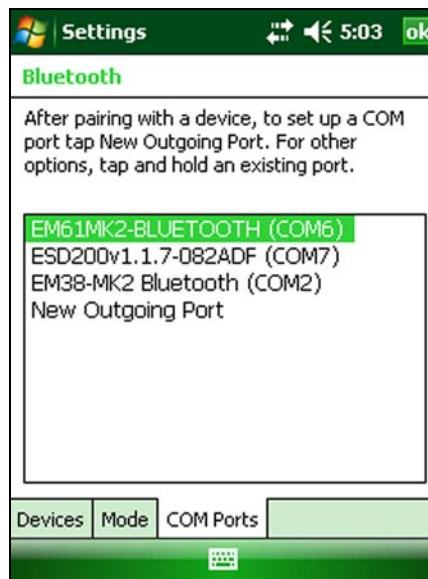 Settings 5:03 ok
Bluetooth
After pairing with a device, to set up a COM
port tap New Outgoing Port. For other
options, tap and hold an existing port.
EM61MK2-BLUETOOTH (COM6)
ESD200v1.1.7-082ADF (COM7)
EM38-MK2 Bluetooth (COM2)
New Outgoing Port
Devices Mode COM Ports